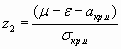 z₂ = (μ − ε − aкр.и) / σкр.и